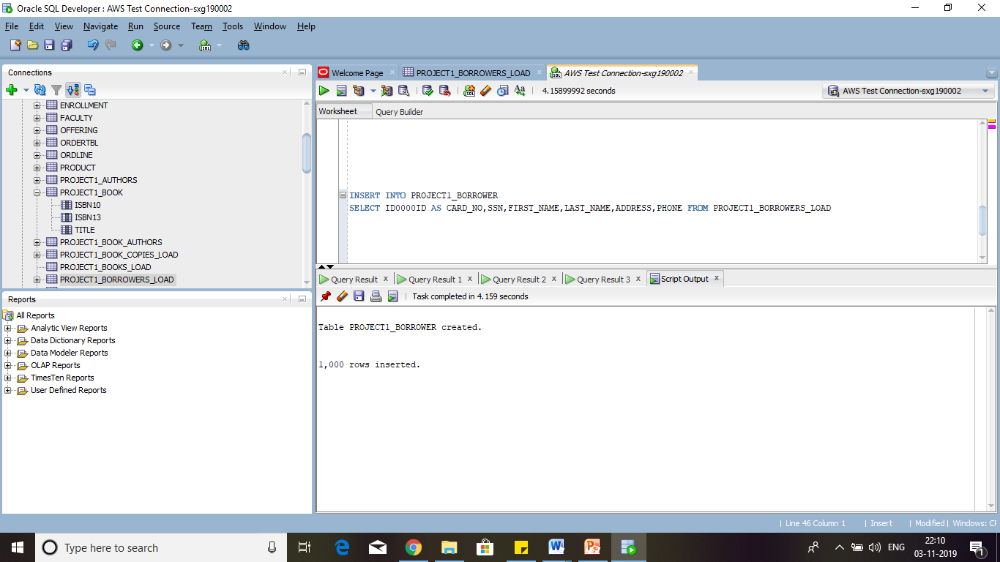 Oracle SQL Developer : AWS Test Connection-sxg190002
File Edit View Navigate Run Source Team Tools Window Help
Connections
ENROLLMENT
FACULTY
OFFERING
ORDERTBL
ORDLINE
PRODUCT
PROJECT1_AUTHORS
PROJECT1_BOOK
ISBN10
ISBN13
TITLE
PROJECT1_BOOK_AUTHORS
PROJECT1_BOOK_COPIES_LOAD
PROJECT1_BOOKS_LOAD
PROJECT1_BORROWERS_LOAD
Reports
All Reports
Analytic View Reports
Data Dictionary Reports
Data Modeler Reports
OLAP Reports
TimesTen Reports
User Defined Reports
Welcome Page PROJECT1_BORROWERS_LOAD AWS Test Connection-sxg190002
SQL 4.15899992 seconds AWS Test Connection-sxg190002
Worksheet Query Builder
INSERT INTO PROJECT1_BORROWER
SELECT ID0000ID AS CARD_NO,SSN,FIRST_NAME,LAST_NAME,ADDRESS,PHONE FROM PROJECT1_BORROWERS_LOAD
Query Result x Query Result 1 x Query Result 2 x Query Result 3 x Script Output x
Task completed in 4.159 seconds
Table PROJECT1_BORROWER created.
1,000 rows inserted.
| Line 46 Column 1 | Insert | Modified | Windows: CF
Type here to search
ENG 22:10
03-11-2019
1